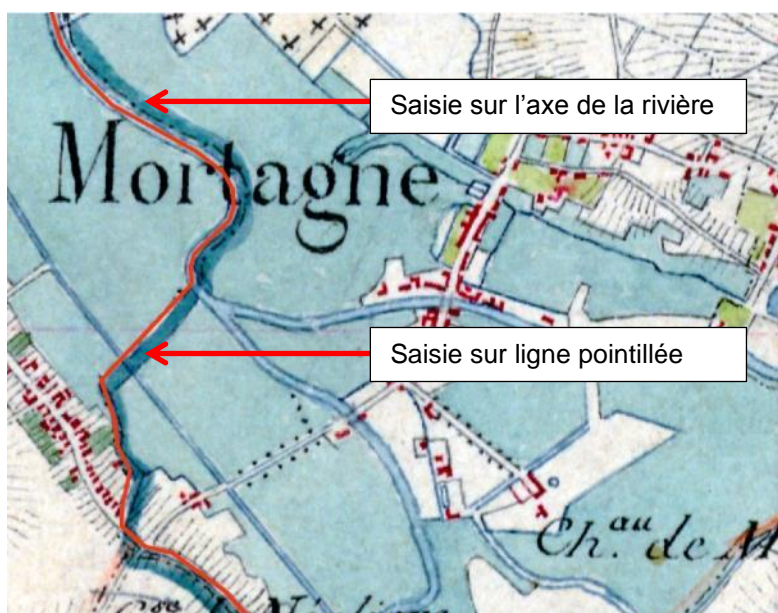 Saisie sur l'axe de la rivière
Mortagne
Saisie sur ligne pointillée
Ch.au de M